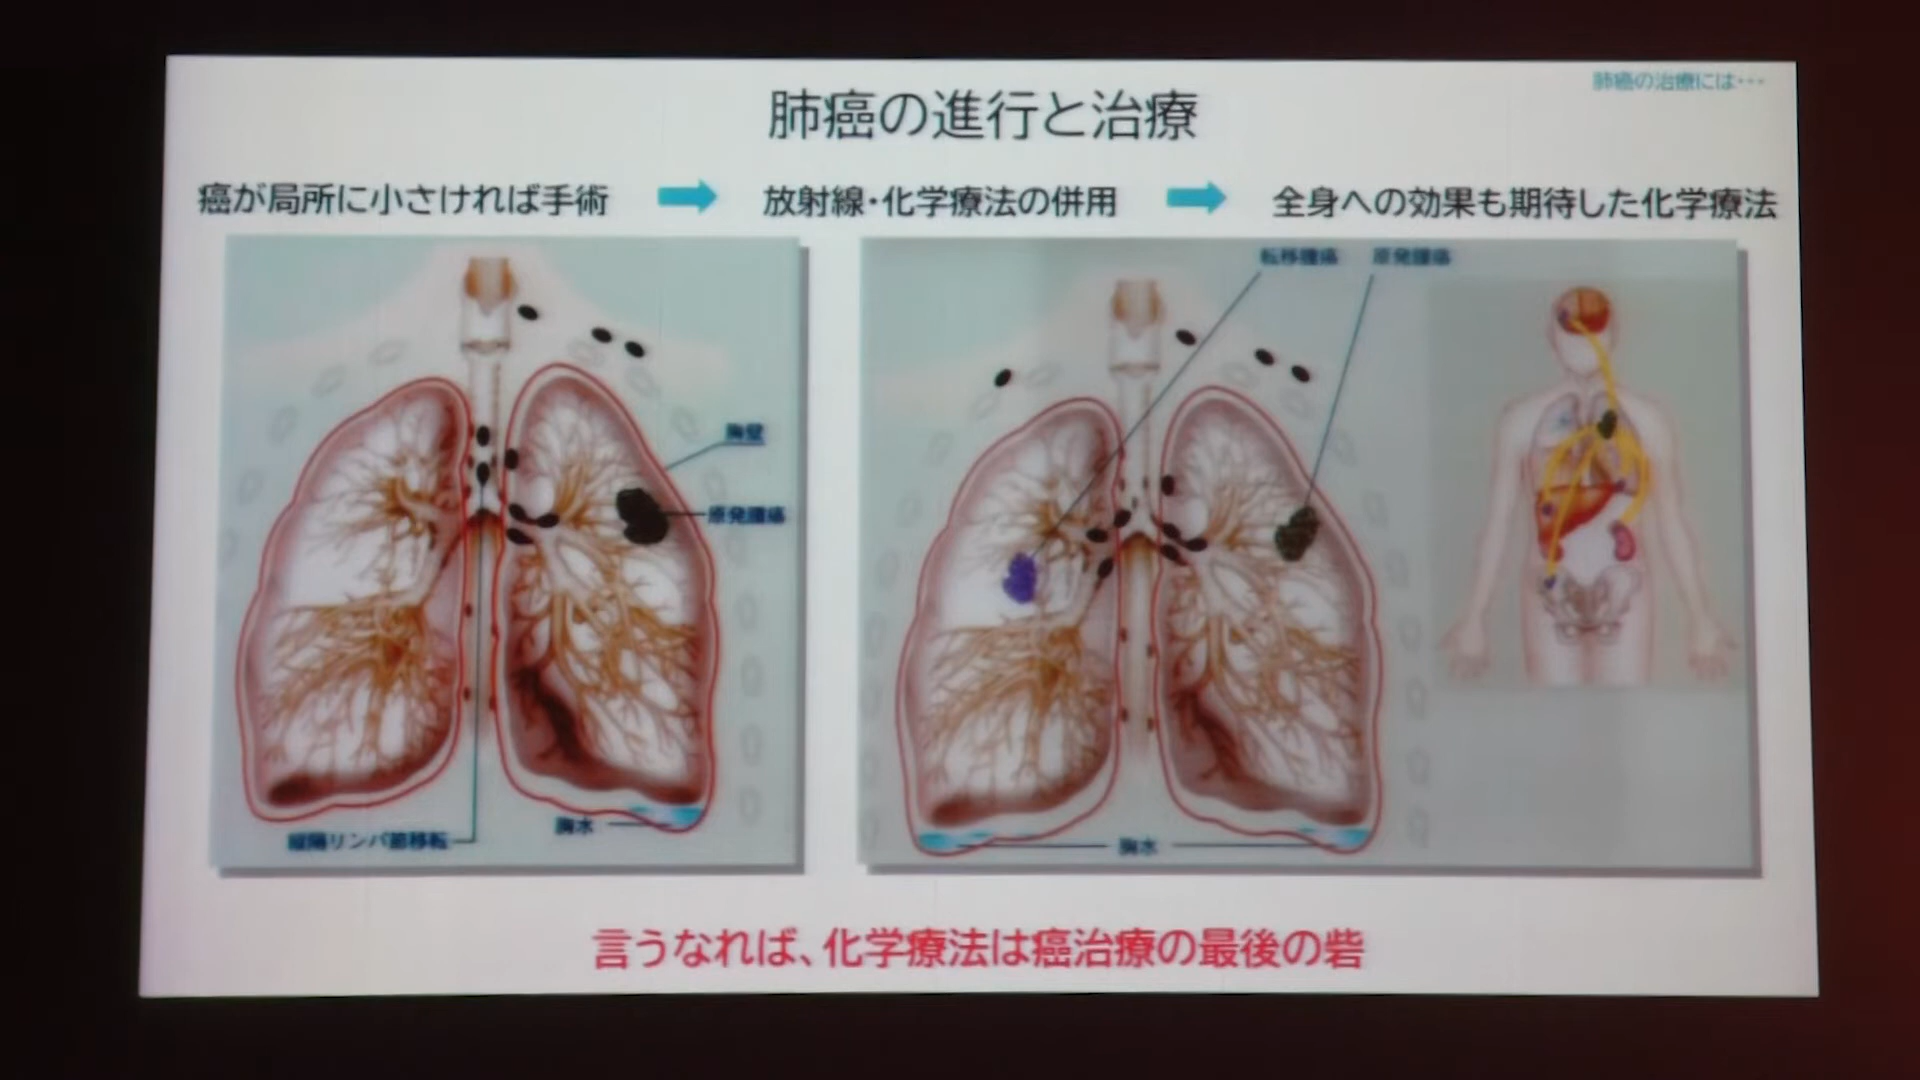 肺癌の治療には…
肺癌の進行と治療
癌が局所に小さければ手術
放射線・化学療法の併用
全身への効果も期待した化学療法
胸壁
原発腫瘍
縦隔リンパ節移転
胸水
転移腫瘍
原発腫瘍
胸水
言うなれば、化学療法は癌治療の最後の砦